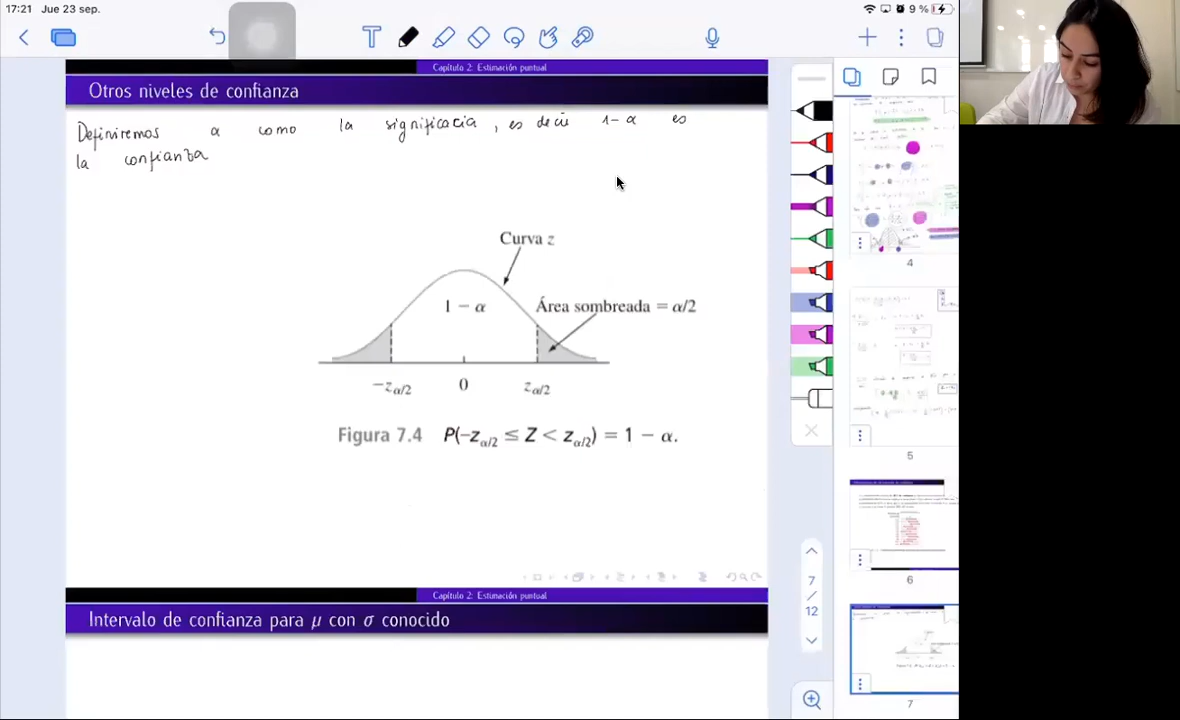 17:21 Jue 23 sep.
9 %
Capítulo 2: Estimación puntual
Otros niveles de confianza
Definiremos α como la significacia, es decir 1-α es
la confianza
Curva z
1 − α
Área sombreada = α/2
−zα/2
0
zα/2
Figura 7.4 P(−zα/2 ≤ Z < zα/2) = 1 − α.
Capítulo 2: Estimación puntual
Intervalo de confianza para μ con σ conocido
7
/
12
4
5
6
7